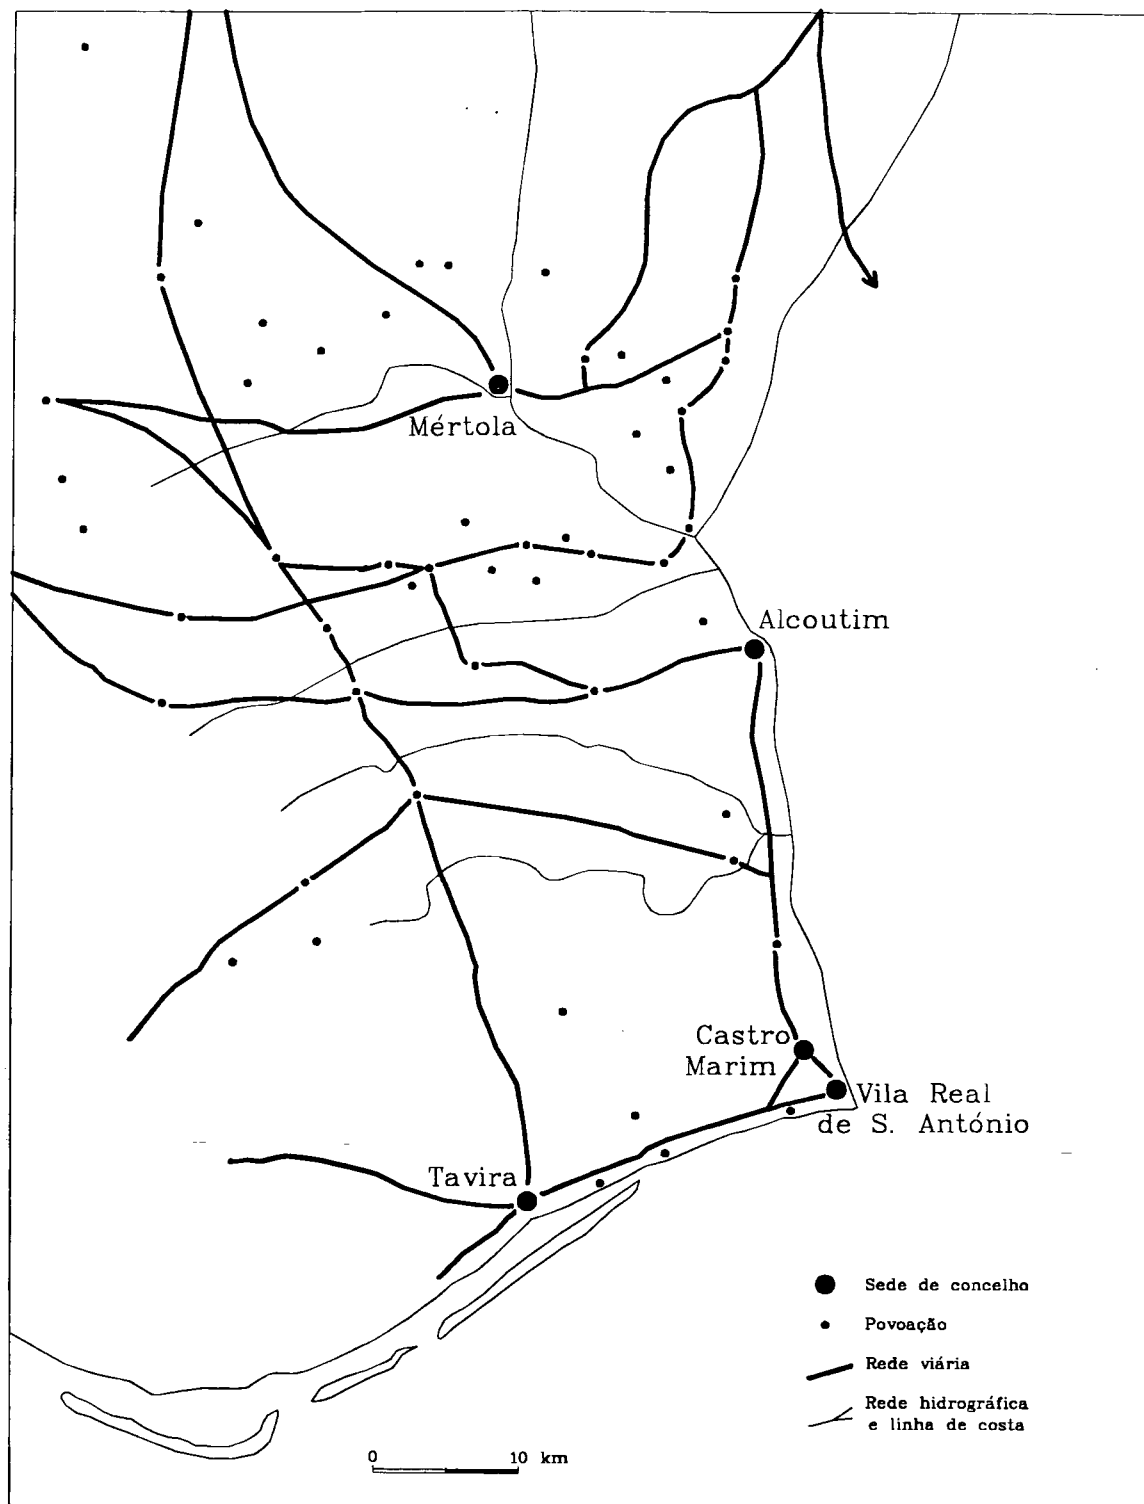 Mértola
Alcoutim
Castro
Marim
Vila Real
de S. António
Tavira
Sede de concelho
Povoação
Rede viária
Rede hidrográfica
e linha de costa
0 10 km